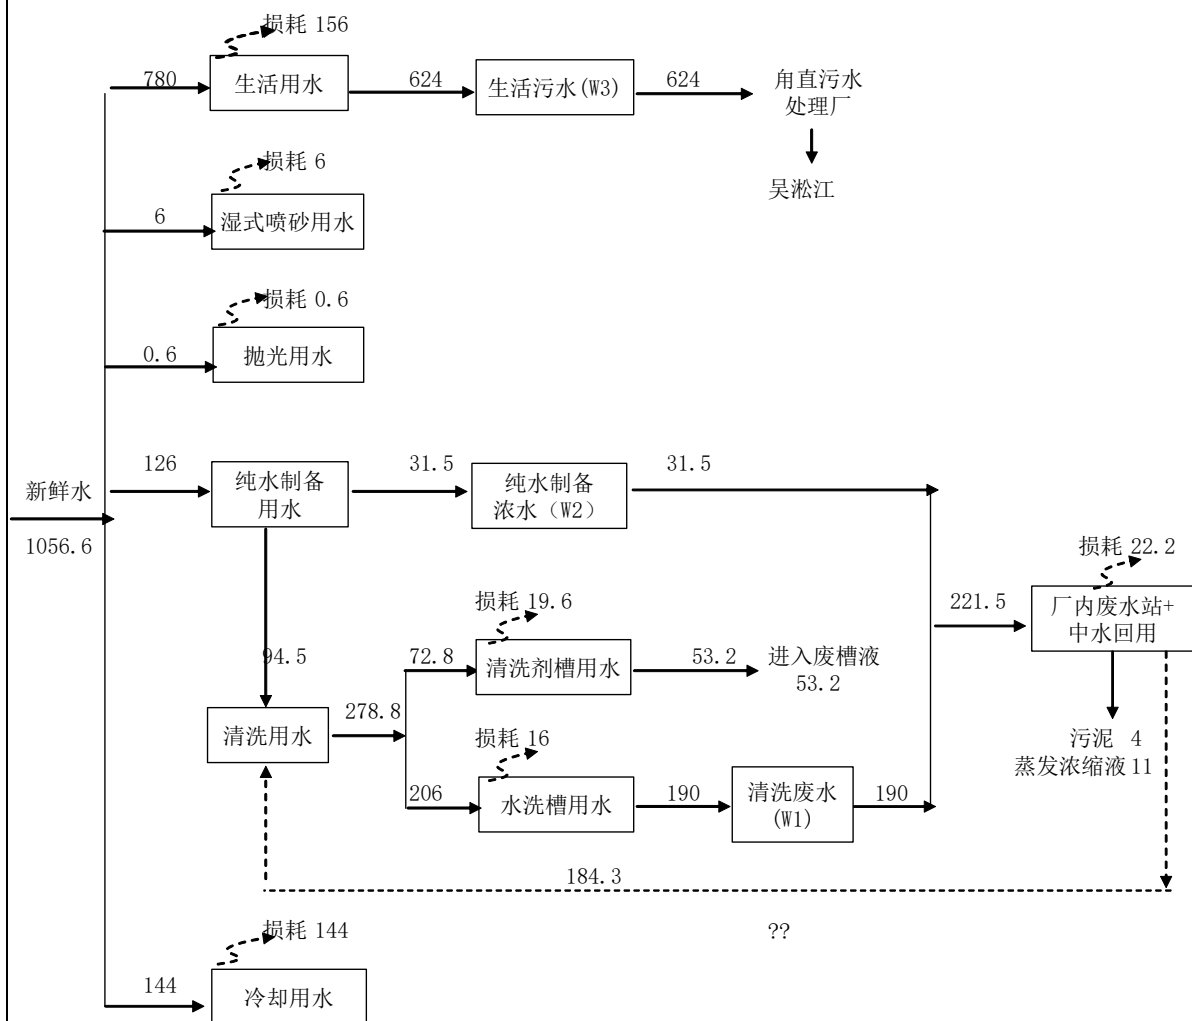 损耗 156
780
生活用水
624
生活污水(W3)
624
甪直污水
处理厂
吴淞江
损耗 6
6
湿式喷砂用水
损耗 0.6
0.6
抛光用水
新鲜水
1056.6
126
纯水制备
用水
31.5
纯水制备
浓水（W2）
31.5
94.5
清洗用水
278.8
损耗 19.6
72.8
清洗剂槽用水
53.2
进入废槽液
53.2
损耗 16
206
水洗槽用水
190
清洗废水
(W1)
190
221.5
损耗 22.2
厂内废水站+
中水回用
污泥 4
蒸发浓缩液 11
184.3
??
损耗 144
144
冷却用水